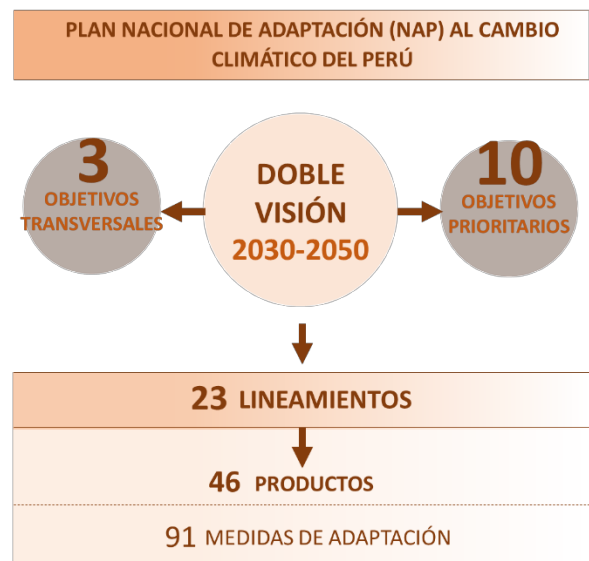 PLAN NACIONAL DE ADAPTACIÓN (NAP) AL CAMBIO
CLIMÁTICO DEL PERÚ
3
OBJETIVOS
TRANSVERSALES
DOBLE
VISIÓN
2030-2050
10
OBJETIVOS
PRIORITARIOS
23 LINEAMIENTOS
46 PRODUCTOS
91 MEDIDAS DE ADAPTACIÓN